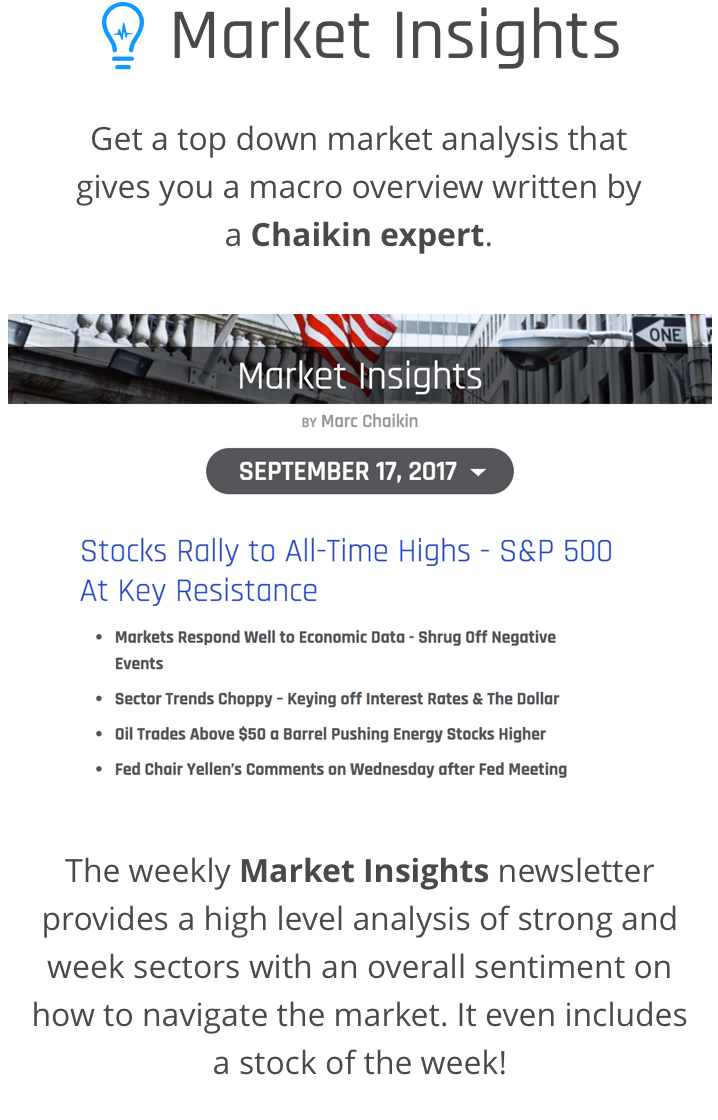 Market Insights
Get a top down market analysis that
gives you a macro overview written by
a Chaikin expert.
ONE W
Market Insights
BY Marc Chaikin
SEPTEMBER 17, 2017
Stocks Rally to All-Time Highs - S&P 500
At Key Resistance
• Markets Respond Well to Economic Data - Shrug Off Negative
Events
• Sector Trends Choppy – Keying off Interest Rates & The Dollar
• Oil Trades Above $50 a Barrel Pushing Energy Stocks Higher
• Fed Chair Yellen's Comments on Wednesday after Fed Meeting
The weekly Market Insights newsletter
provides a high level analysis of strong and
week sectors with an overall sentiment on
how to navigate the market. It even includes
a stock of the week!